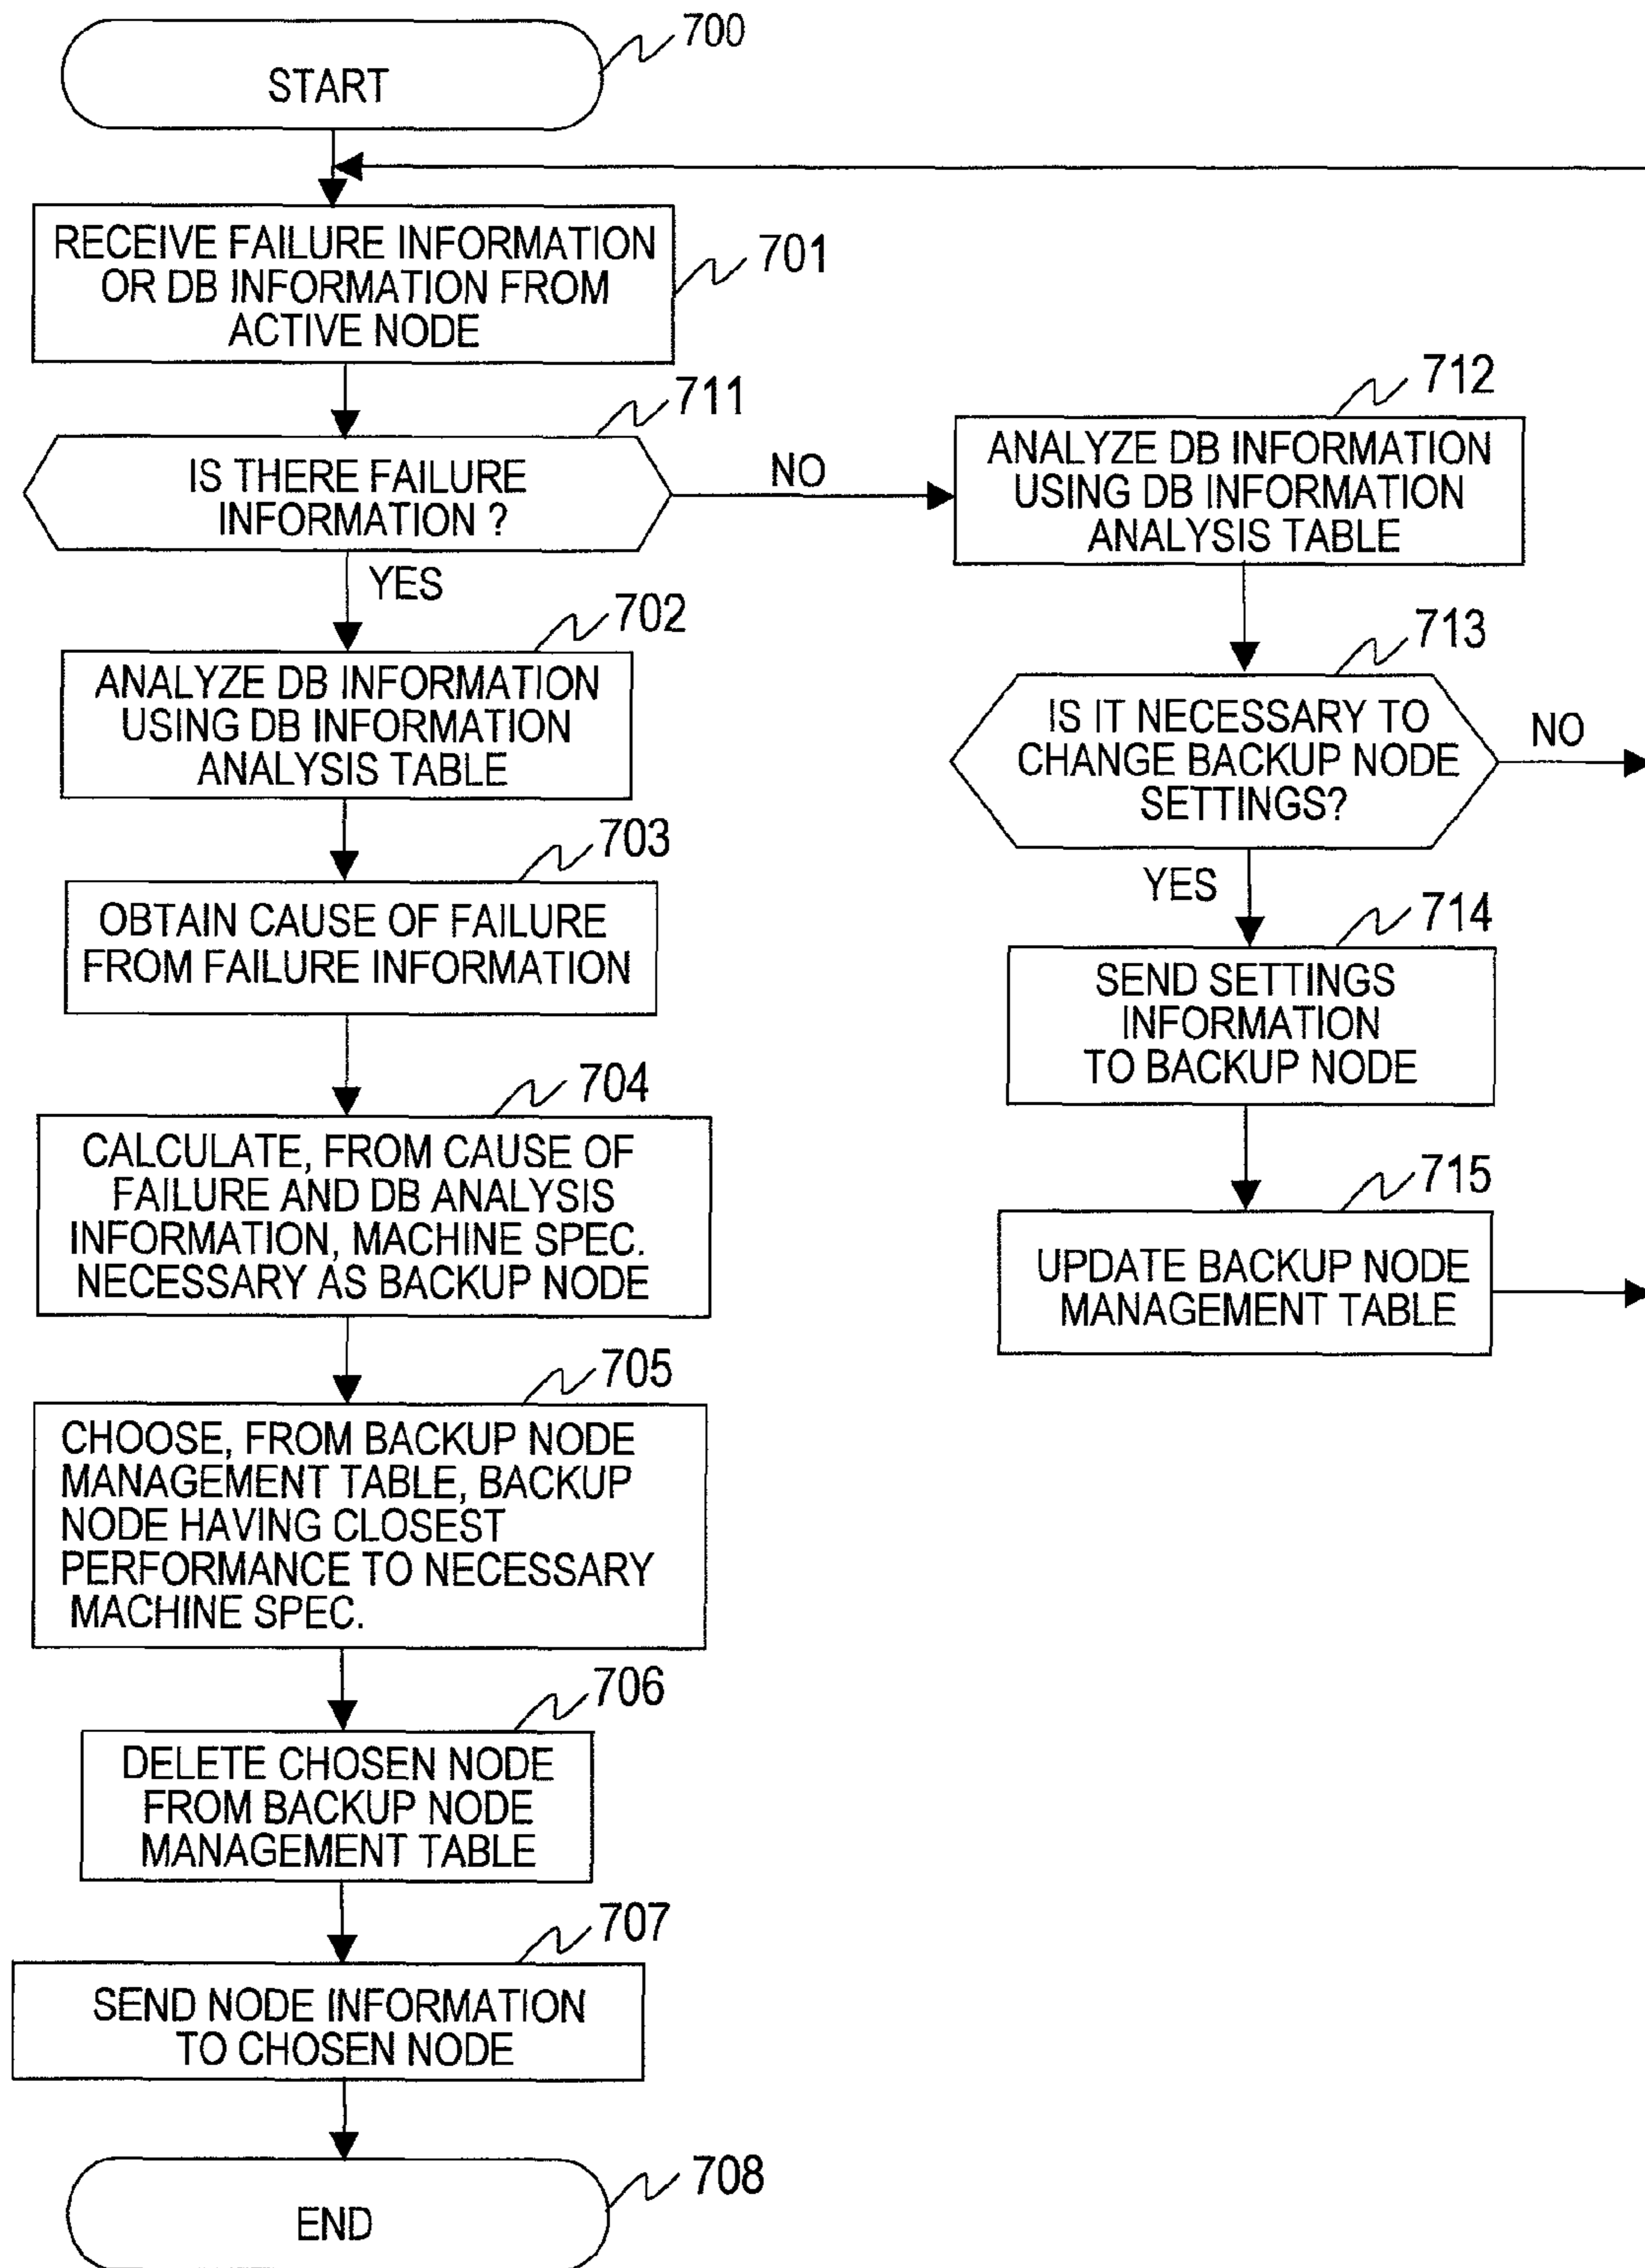 700
START
RECEIVE FAILURE INFORMATION
OR DB INFORMATION FROM
ACTIVE NODE
701
711
IS THERE FAILURE
INFORMATION ?
NO
YES
702
ANALYZE DB INFORMATION
USING DB INFORMATION
ANALYSIS TABLE
703
OBTAIN CAUSE OF FAILURE
FROM FAILURE INFORMATION
704
CALCULATE, FROM CAUSE OF
FAILURE AND DB ANALYSIS
INFORMATION, MACHINE SPEC.
NECESSARY AS BACKUP NODE
705
CHOOSE, FROM BACKUP NODE
MANAGEMENT TABLE, BACKUP
NODE HAVING CLOSEST
PERFORMANCE TO NECESSARY
MACHINE SPEC.
706
DELETE CHOSEN NODE
FROM BACKUP NODE
MANAGEMENT TABLE
707
SEND NODE INFORMATION
TO CHOSEN NODE
708
END
712
ANALYZE DB INFORMATION
USING DB INFORMATION
ANALYSIS TABLE
713
IS IT NECESSARY TO
CHANGE BACKUP NODE
SETTINGS?
NO
YES
714
SEND SETTINGS
INFORMATION
TO BACKUP NODE
715
UPDATE BACKUP NODE
MANAGEMENT TABLE